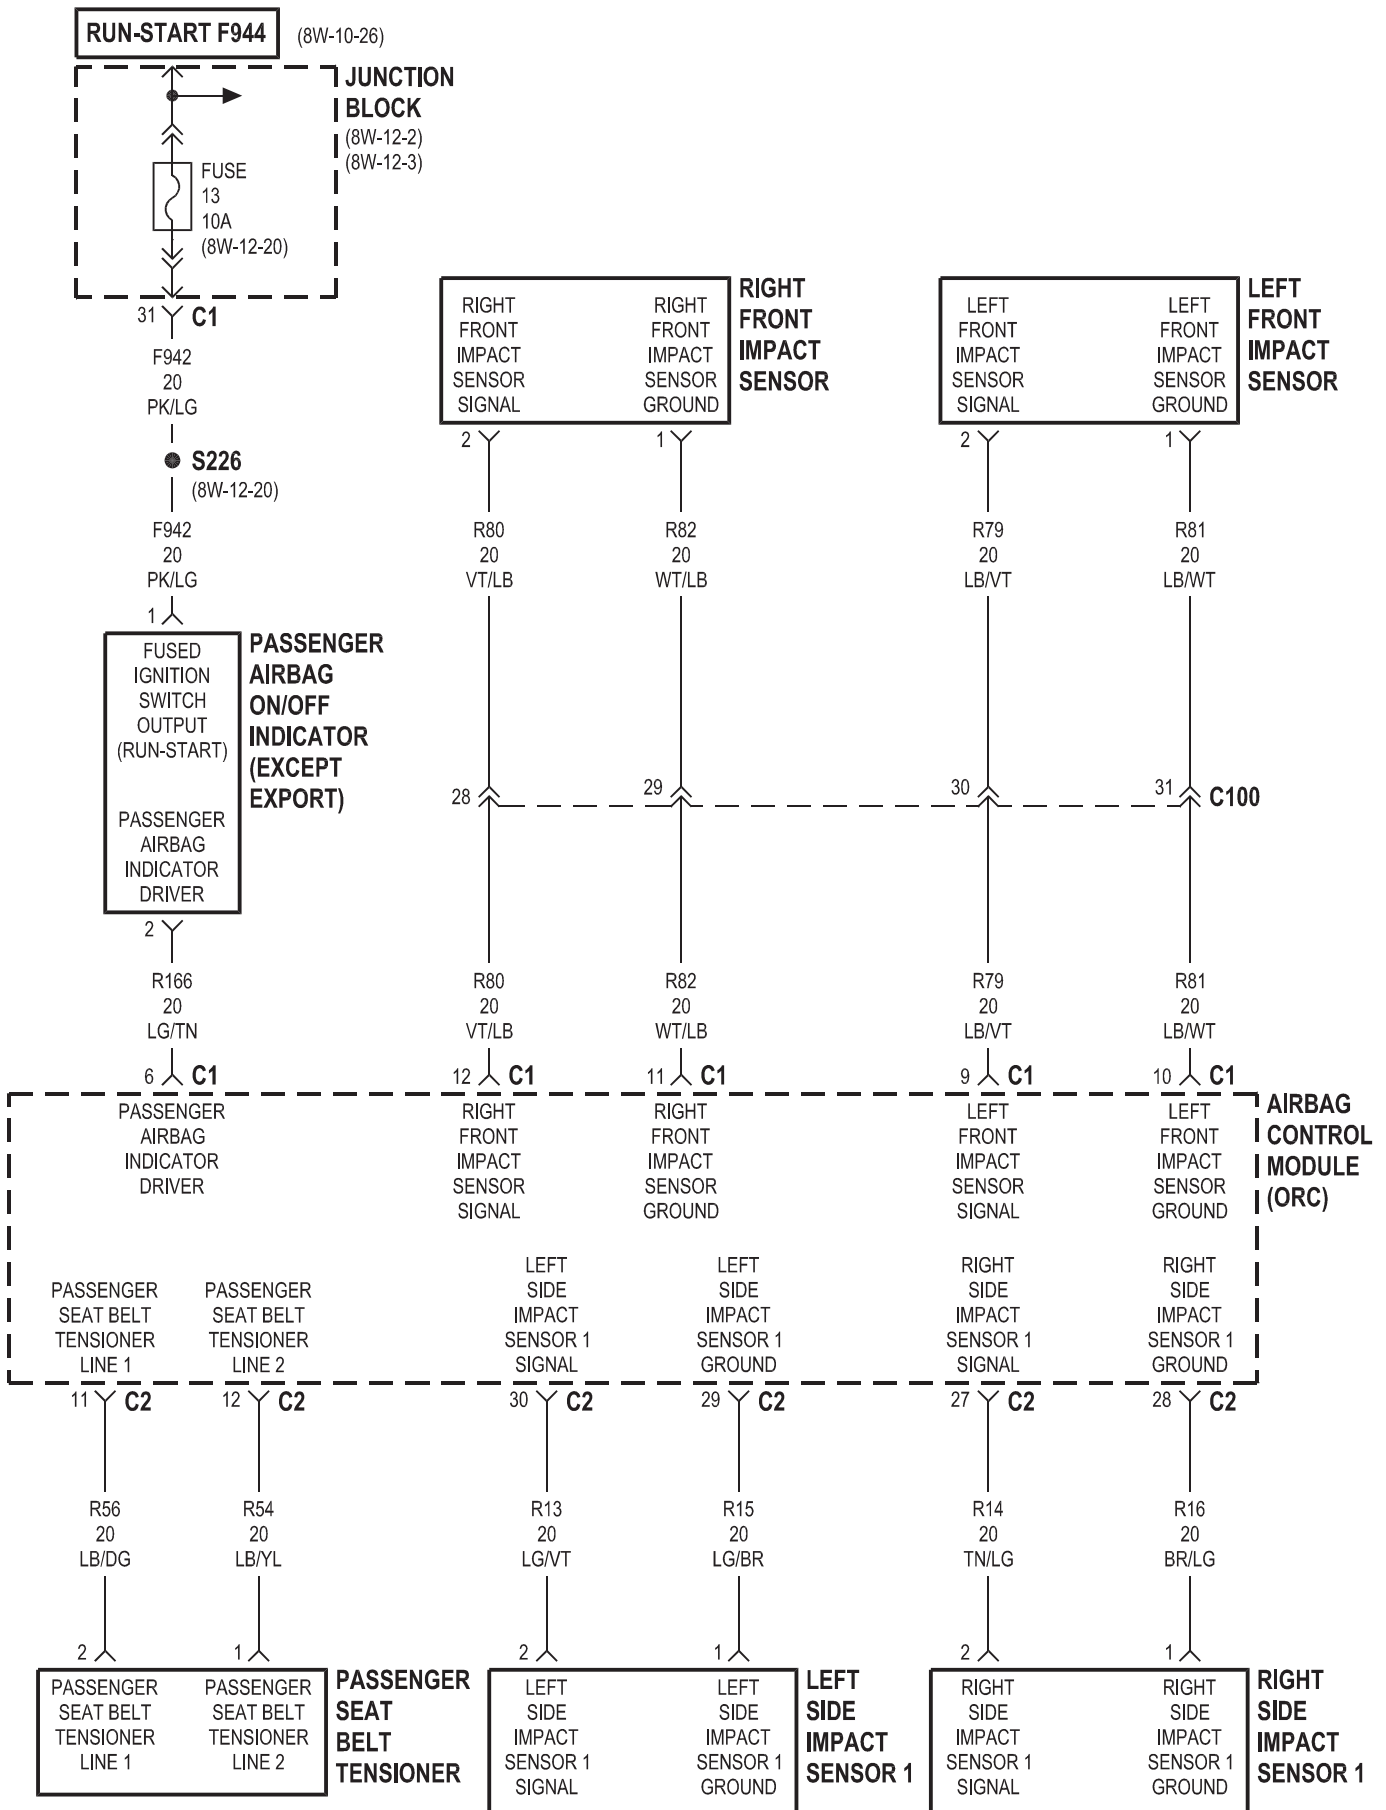 RUN-START F944 (8W-10-26)
JUNCTION
BLOCK
(8W-12-2)
(8W-12-3)
FUSE
13
10A
(8W-12-20)
31 C1
F942
20
PK/LG
S226
(8W-12-20)
F942
20
PK/LG
1
FUSED
IGNITION
SWITCH
OUTPUT
(RUN-START)
PASSENGER
AIRBAG
INDICATOR
DRIVER
PASSENGER
AIRBAG
ON/OFF
INDICATOR
(EXCEPT
EXPORT)
2
R166
20
LG/TN
6 C1
RIGHT
FRONT
IMPACT
SENSOR
SIGNAL
RIGHT
FRONT
IMPACT
SENSOR
GROUND
RIGHT
FRONT
IMPACT
SENSOR
2
R80
20
VT/LB
28
R80
20
VT/LB
12 C1
1
R82
20
WT/LB
29
R82
20
WT/LB
11 C1
LEFT
FRONT
IMPACT
SENSOR
SIGNAL
LEFT
FRONT
IMPACT
SENSOR
GROUND
LEFT
FRONT
IMPACT
SENSOR
2
R79
20
LB/VT
30
R79
20
LB/VT
9 C1
1
R81
20
LB/WT
31 C100
R81
20
LB/WT
10 C1
PASSENGER
AIRBAG
INDICATOR
DRIVER
RIGHT
FRONT
IMPACT
SENSOR
SIGNAL
RIGHT
FRONT
IMPACT
SENSOR
GROUND
LEFT
FRONT
IMPACT
SENSOR
SIGNAL
LEFT
FRONT
IMPACT
SENSOR
GROUND
AIRBAG
CONTROL
MODULE
(ORC)
PASSENGER
SEAT BELT
TENSIONER
LINE 1
PASSENGER
SEAT BELT
TENSIONER
LINE 2
LEFT
SIDE
IMPACT
SENSOR 1
SIGNAL
LEFT
SIDE
IMPACT
SENSOR 1
GROUND
RIGHT
SIDE
IMPACT
SENSOR 1
SIGNAL
RIGHT
SIDE
IMPACT
SENSOR 1
GROUND
11 C2
R56
20
LB/DG
2
12 C2
R54
20
LB/YL
1
30 C2
R13
20
LG/VT
2
29 C2
R15
20
LG/BR
1
27 C2
R14
20
TN/LG
2
28 C2
R16
20
BR/LG
1
PASSENGER
SEAT BELT
TENSIONER
LINE 1
PASSENGER
SEAT BELT
TENSIONER
LINE 2
PASSENGER
SEAT
BELT
TENSIONER
LEFT
SIDE
IMPACT
SENSOR 1
SIGNAL
LEFT
SIDE
IMPACT
SENSOR 1
GROUND
LEFT
SIDE
IMPACT
SENSOR 1
RIGHT
SIDE
IMPACT
SENSOR 1
SIGNAL
RIGHT
SIDE
IMPACT
SENSOR 1
GROUND
RIGHT
SIDE
IMPACT
SENSOR 1